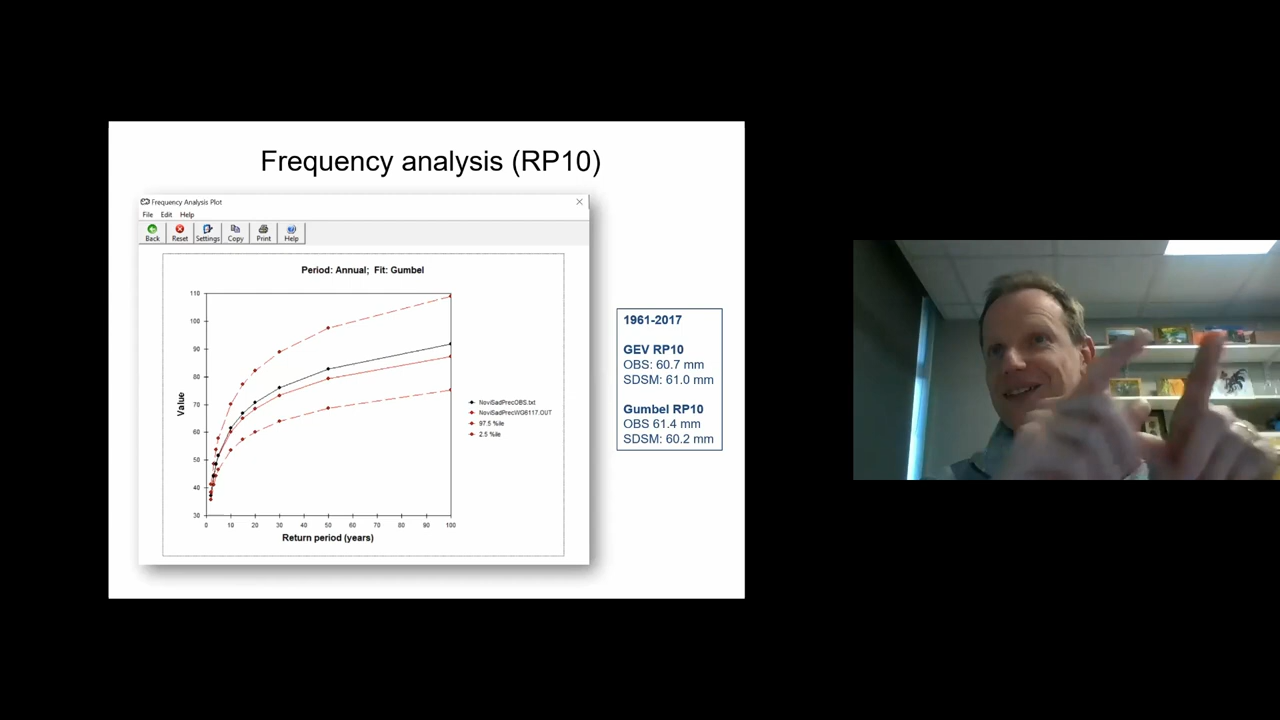 Frequency analysis (RP10)
Frequency Analysis Plot
File Edit Help
Back Reset Settings Copy Print Help
Period: Annual; Fit: Gumbel
110
100
90
80
70
60
50
40
30
Value
0 10 20 30 40 50 60 70 80 90 100
Return period (years)
NoviSadPrecOBS.txt
NoviSadPrecWG6117.OUT
97.5 %ile
2.5 %ile
1961-2017
GEV RP10
OBS: 60.7 mm
SDSM: 61.0 mm
Gumbel RP10
OBS 61.4 mm
SDSM: 60.2 mm